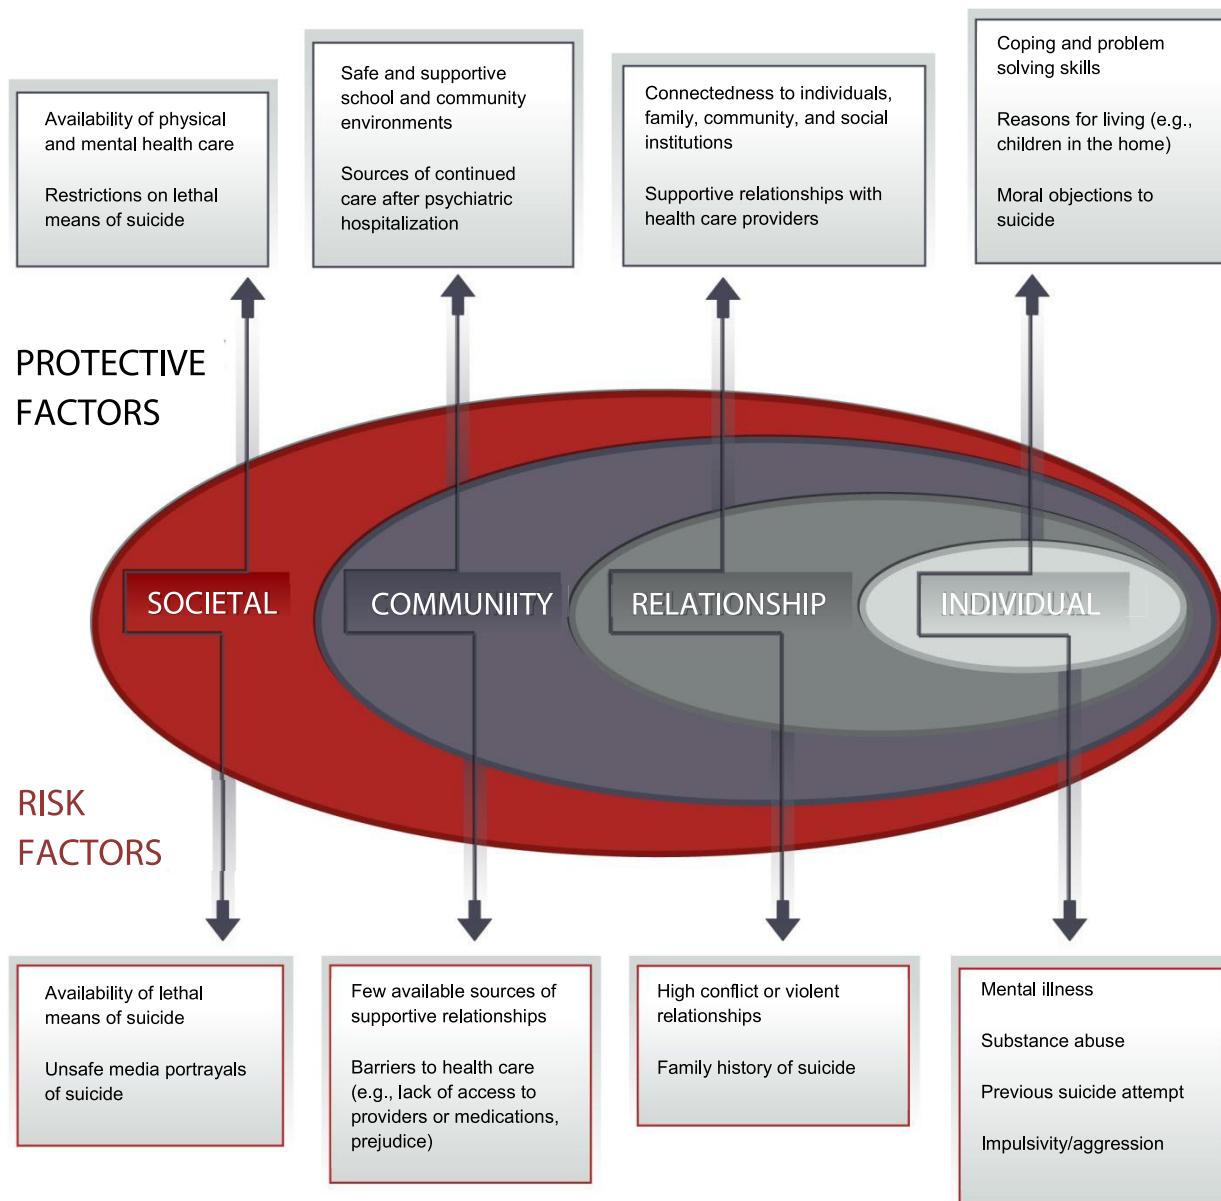 Availability of physical
and mental health care
Restrictions on lethal
means of suicide
Safe and supportive
school and community
environments
Sources of continued
care after psychiatric
hospitalization
Connectedness to individuals,
family, community, and social
institutions
Supportive relationships with
health care providers
Coping and problem
solving skills
Reasons for living (e.g.,
children in the home)
Moral objections to
suicide
PROTECTIVE
FACTORS
SOCIETAL
COMMUNIITY
RELATIONSHIP
INDIVIDUAL
RISK
FACTORS
Availability of lethal
means of suicide
Unsafe media portrayals
of suicide
Few available sources of
supportive relationships
Barriers to health care
(e.g., lack of access to
providers or medications,
prejudice)
High conflict or violent
relationships
Family history of suicide
Mental illness
Substance abuse
Previous suicide attempt
Impulsivity/aggression